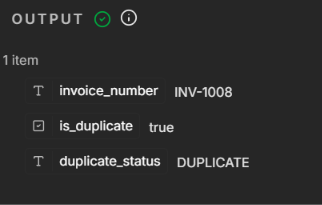 OUTPUT
1 item
T invoice_number INV-1008
is_duplicate true
T duplicate_status DUPLICATE